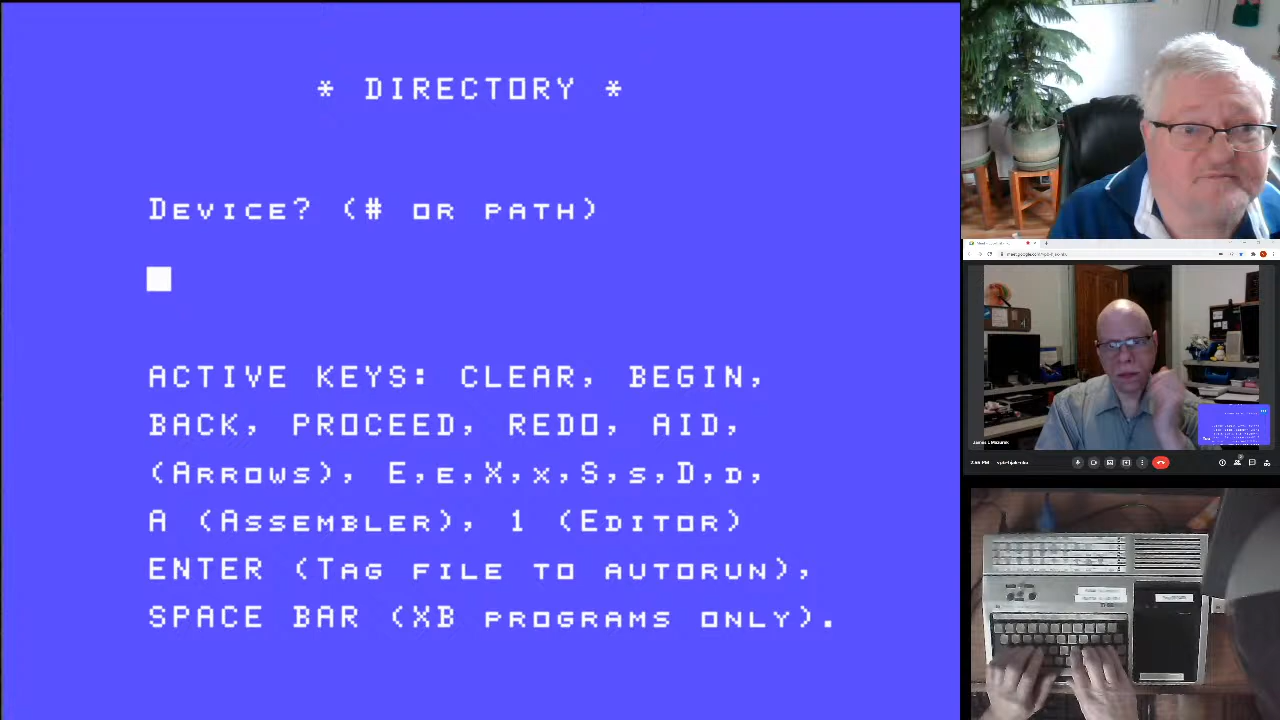 * DIRECTORY *
DEVICE? (# OR PATH)
ACTIVE KEYS: CLEAR, BEGIN,
BACK, PROCEED, REDO, AID,
(ARROWS), E,e,X,x,S,s,D,d,
A (ASSEMBLER), 1 (EDITOR)
ENTER (TAG FILE TO AUTORUN),
SPACE BAR (XB PROGRAMS ONLY).